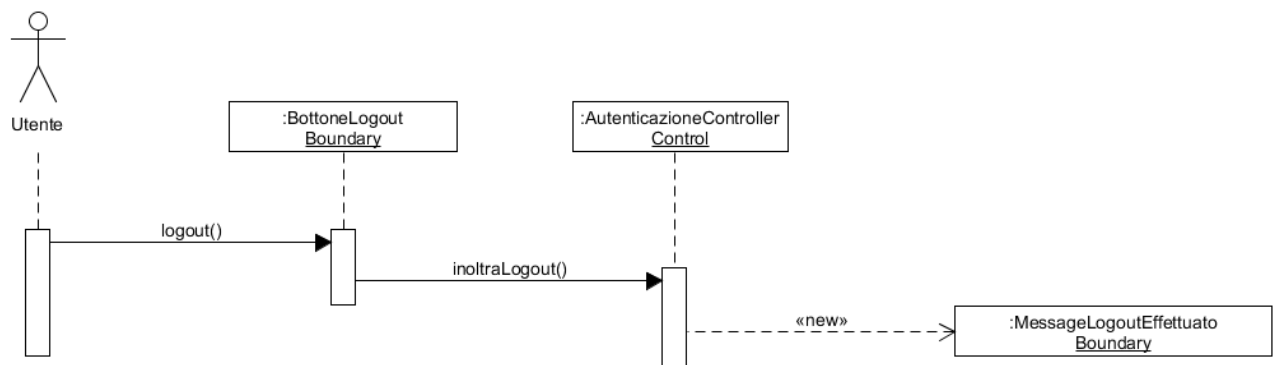 Utente
:BottoneLogout
Boundary
:AutenticazioneController
Control
logout()
inoltraLogout()
«new»
:MessageLogoutEffettuato
Boundary